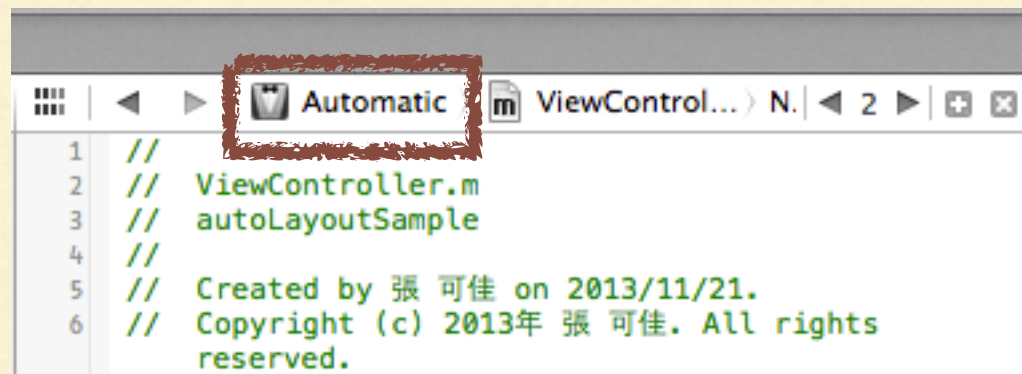 Automatic ViewControl... N. 2
1 //
2 // ViewController.m
3 // autoLayoutSample
4 //
5 // Created by 張 可佳 on 2013/11/21.
6 // Copyright (c) 2013年 張 可佳. All rights
reserved.